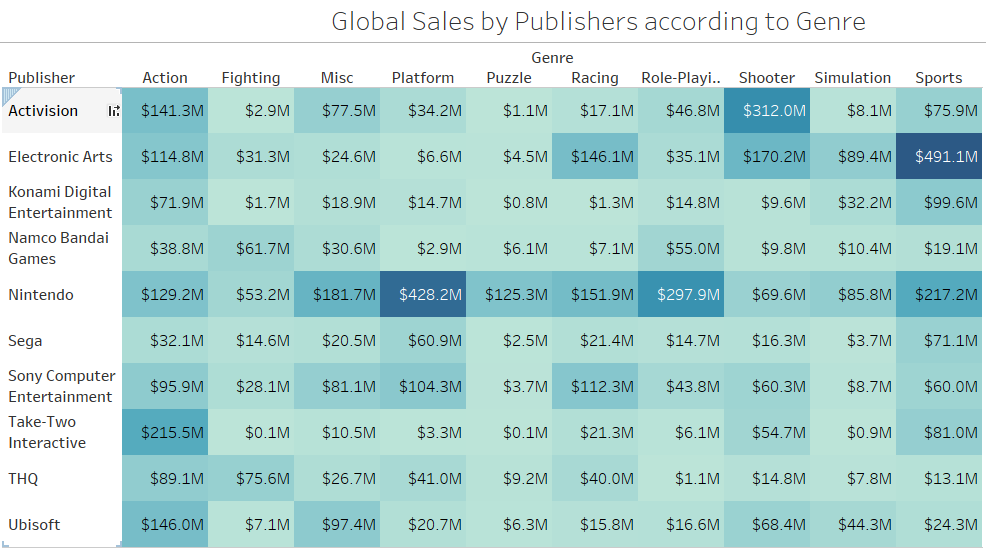 Global Sales by Publishers according to Genre
Genre
Publisher Action Fighting Misc Platform Puzzle Racing Role-Playi.. Shooter Simulation Sports
Activision $141.3M $2.9M $77.5M $34.2M $1.1M $17.1M $46.8M $312.0M $8.1M $75.9M
Electronic Arts $114.8M $31.3M $24.6M $6.6M $4.5M $146.1M $35.1M $170.2M $89.4M $491.1M
Konami Digital
Entertainment $71.9M $1.7M $18.9M $14.7M $0.8M $1.3M $14.8M $9.6M $32.2M $99.6M
Namco Bandai
Games $38.8M $61.7M $30.6M $2.9M $6.1M $7.1M $55.0M $9.8M $10.4M $19.1M
Nintendo $129.2M $53.2M $181.7M $428.2M $125.3M $151.9M $297.9M $69.6M $85.8M $217.2M
Sega $32.1M $14.6M $20.5M $60.9M $2.5M $21.4M $14.7M $16.3M $3.7M $71.1M
Sony Computer
Entertainment $95.9M $28.1M $81.1M $104.3M $3.7M $112.3M $43.8M $60.3M $8.7M $60.0M
Take-Two
Interactive $215.5M $0.1M $10.5M $3.3M $0.1M $21.3M $6.1M $54.7M $0.9M $81.0M
THQ $89.1M $75.6M $26.7M $41.0M $9.2M $40.0M $1.1M $14.8M $7.8M $13.1M
Ubisoft $146.0M $7.1M $97.4M $20.7M $6.3M $15.8M $16.6M $68.4M $44.3M $24.3M